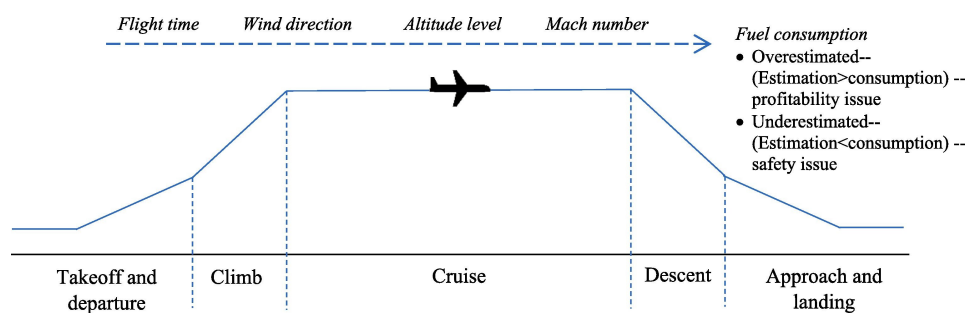 Flight time Wind direction Altitude level Mach number
Fuel consumption
• Overestimated--
(Estimation>consumption) --
profitability issue
• Underestimated--
(Estimation<consumption) --
safety issue
Takeoff and
departure
Climb
Cruise
Descent
Approach and
landing